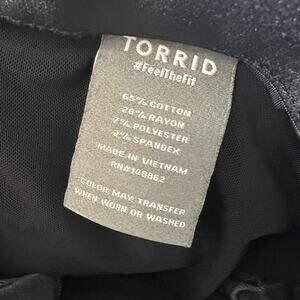 TORRID
#FeelTheFit
65% COTTON
26% RAYON
7% POLYESTER
2% SPANDEX
MADE IN VIETNAM
RN#148862
COLOR MAY TRANSFER
WHEN WORN OR WASHED